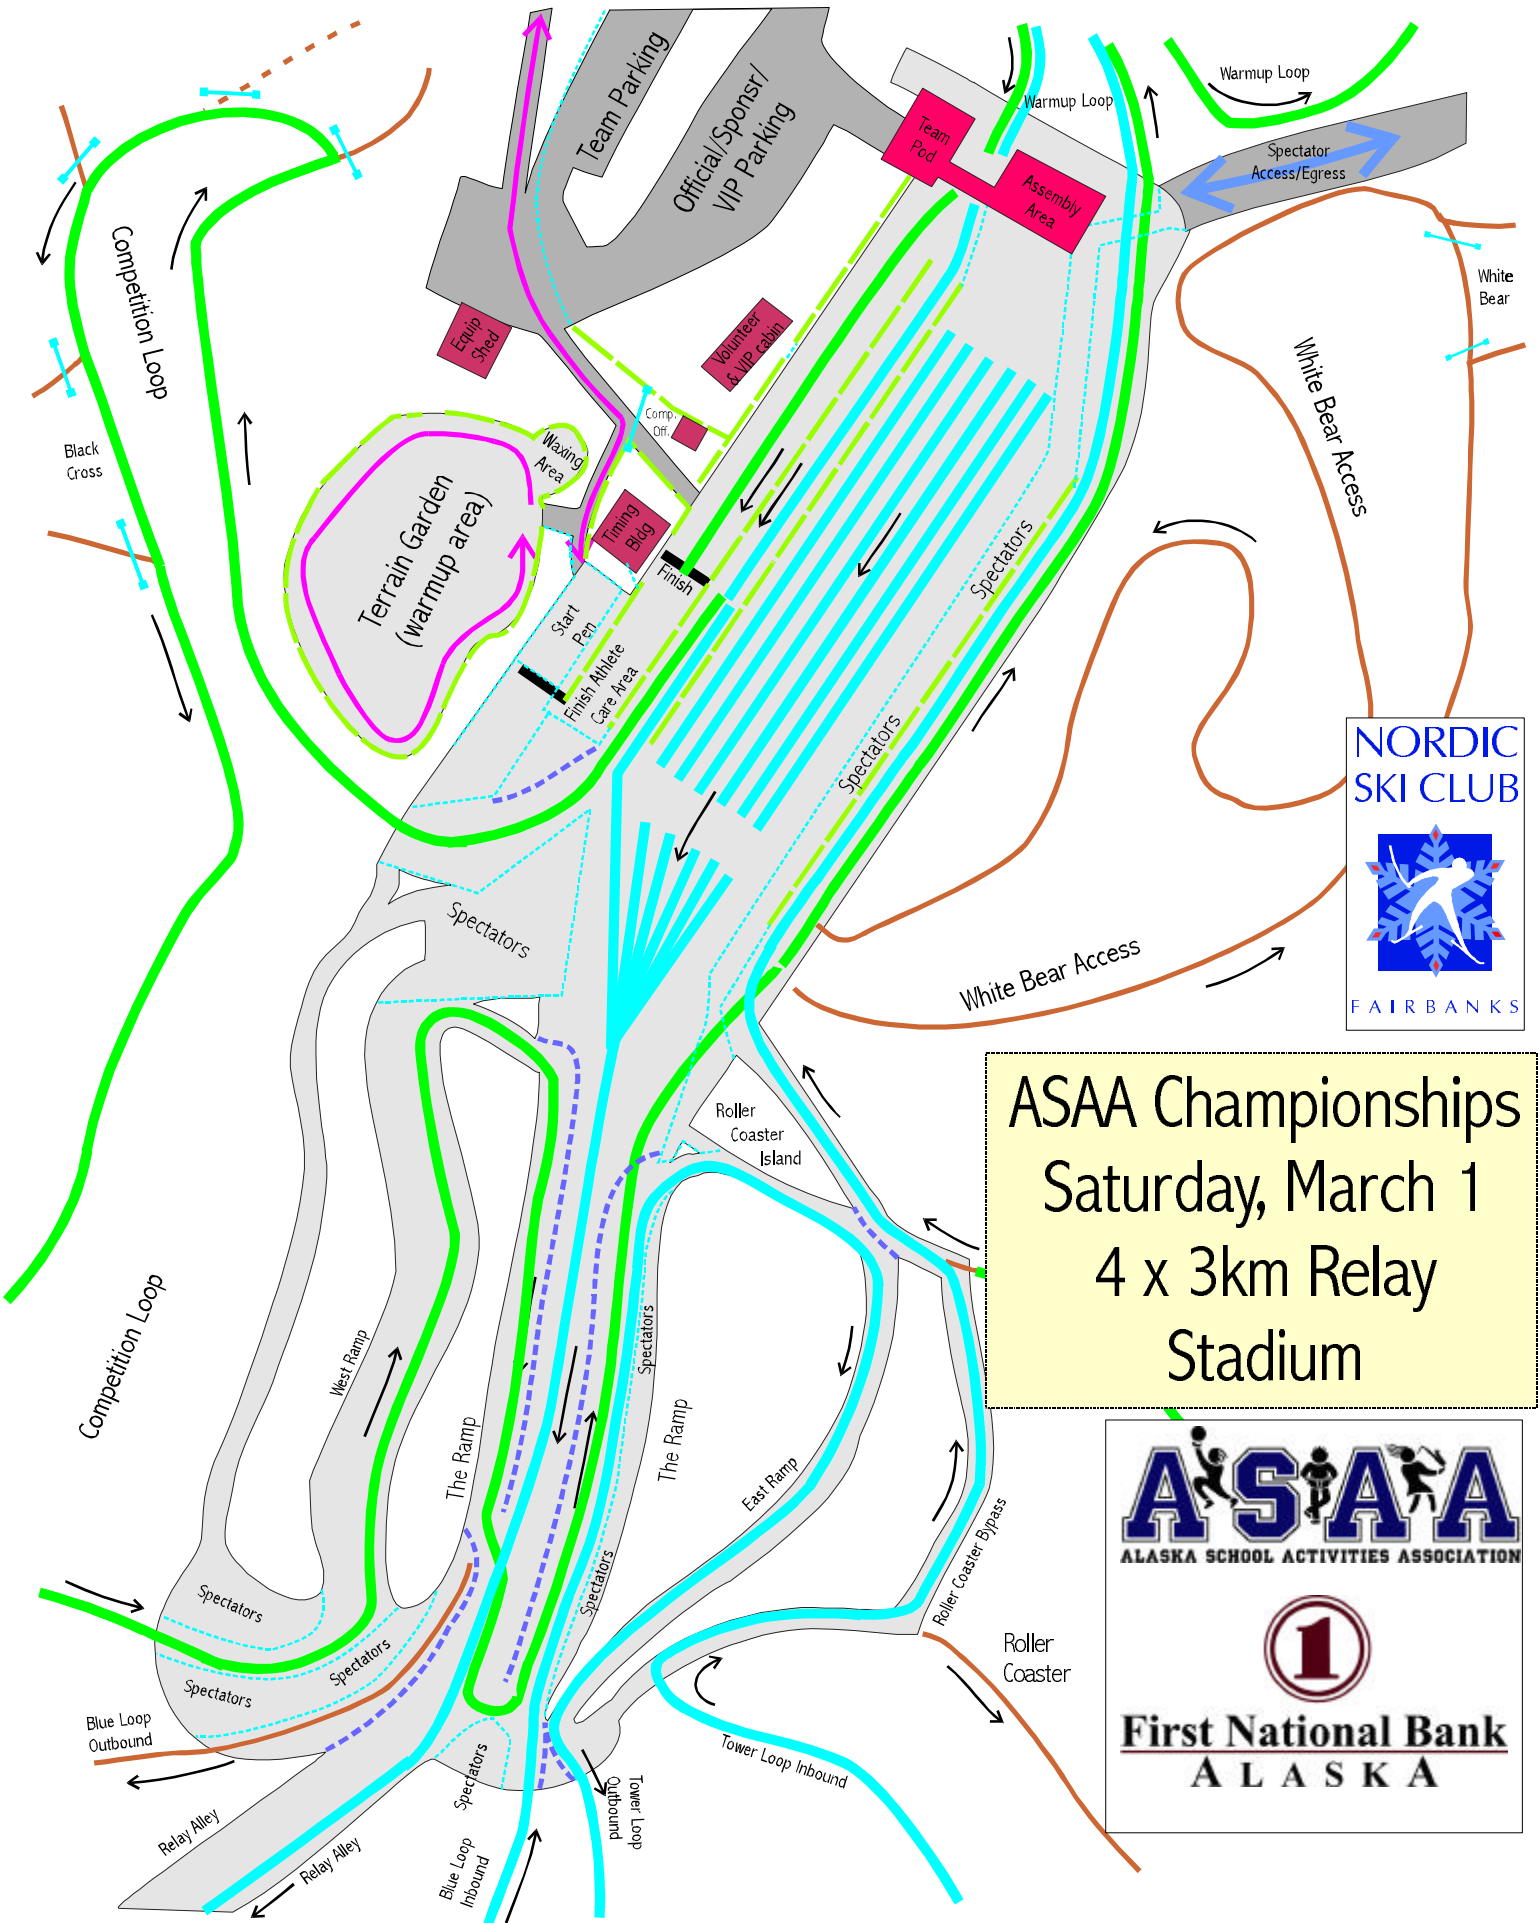 Team Parking
Official/Sponsr/
VIP Parking
Team
Pod
Assembly
Area
Warmup Loop
Warmup Loop
Spectator
Access/Egress
White
Bear
White Bear Access
Competition Loop
Black
Cross
Equip
Shed
Volunteer
& VIP cabin
Comp.
Off.
Waxing
Area
Terrain Garden
(warmup area)
Timing
Bldg
Finish
Start
Pen
Finish Athlete
Care Area
Spectators
Spectators
Spectators
White Bear Access
NORDIC
SKI CLUB
FAIRBANKS
ASAA Championships
Saturday, March 1
4 x 3km Relay
Stadium
Roller
Coaster
Island
Competition Loop
West Ramp
The Ramp
Spectators
The Ramp
East Ramp
Roller Coaster Bypass
Spectators
Spectators
Spectators
Spectators
Blue Loop
Outbound
Roller
Coaster
Tower Loop Inbound
Tower Loop
Outbound
Spectators
Blue Loop
Inbound
Relay Alley
Relay Alley
ASAA
ALASKA SCHOOL ACTIVITIES ASSOCIATION
1
First National Bank
ALASKA